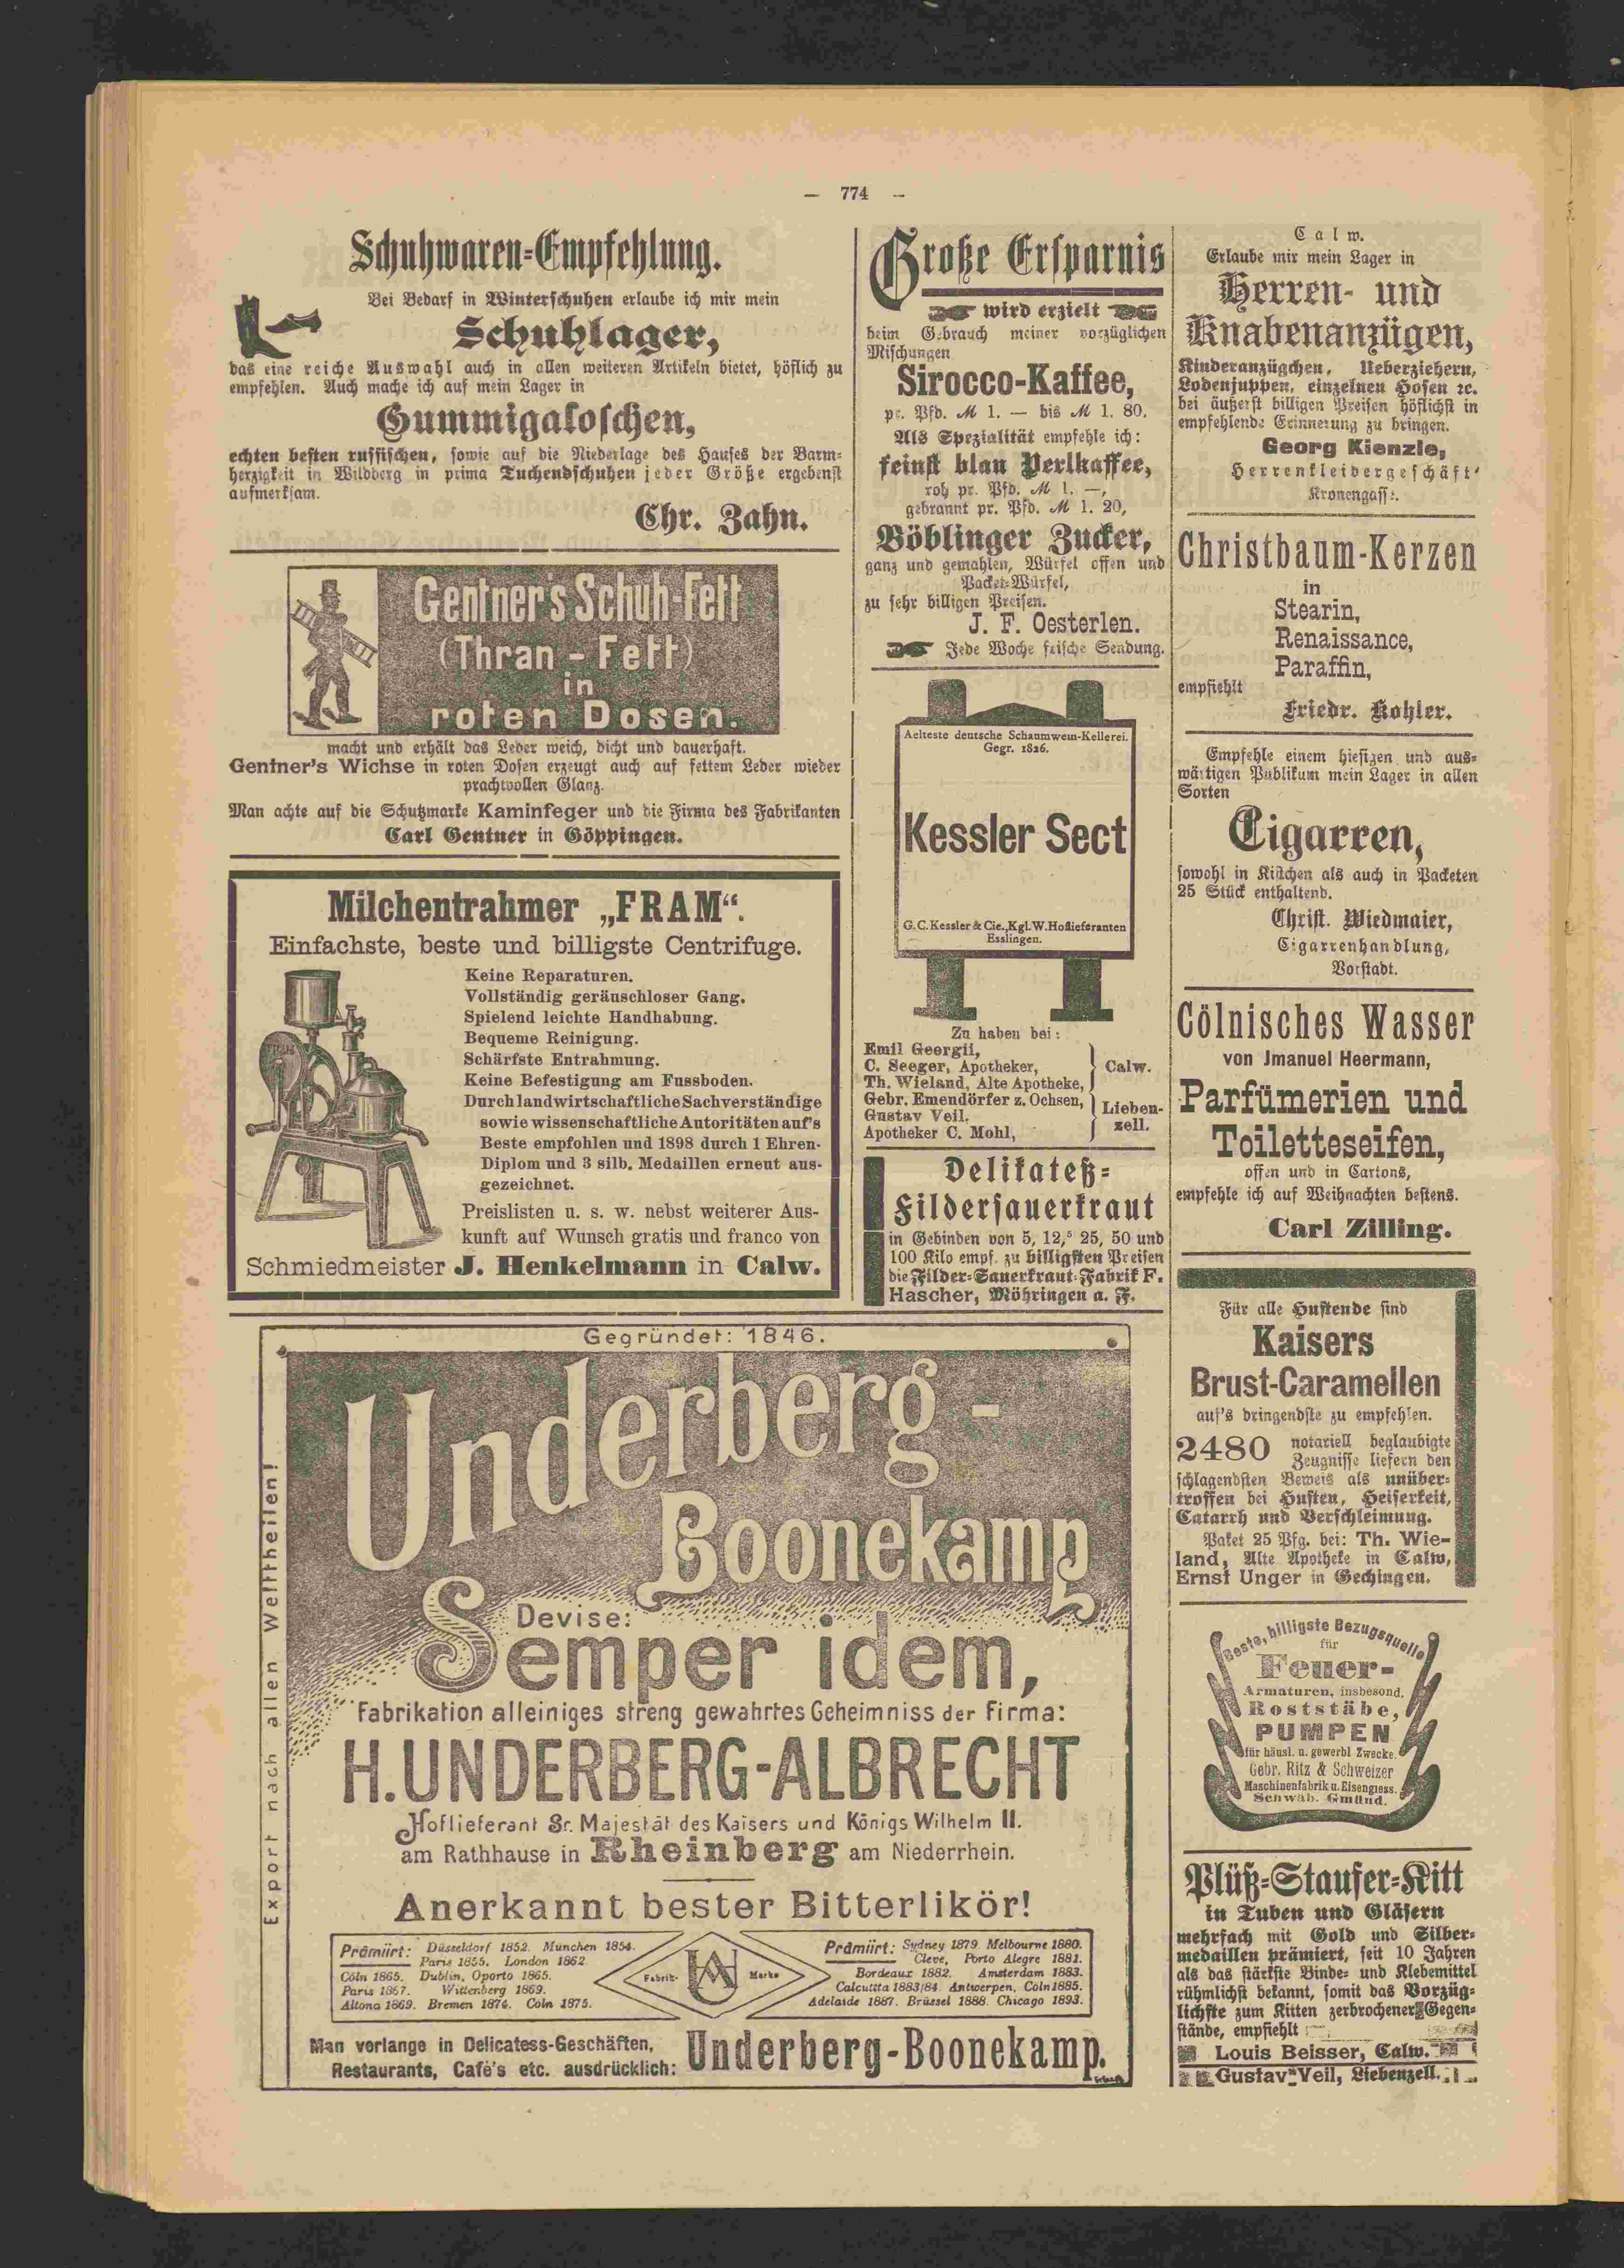 — 774 —
Schuhwaren-Empfehlung.
Bei Bedarf in Winterschuhen erlaube ich mir mein
Schuhlager,
das eine reiche Auswahl auch in allen weiteren Artikeln bietet, höflich zu
empfehlen. Auch mache ich auf mein Lager in
Gummigaloschen,
echten besten russischen, sowie auf die Niederlage des Hauses der Barm-
herzigkeit in Wildberg in prima Tuchendschuhen jeder Größe ergebenst
aufmerksam.
Chr. Zahn.
Gentner's Schuh-Fett
(Thran-Fett)
in
roten Dosen.
macht und erhält das Leder weich, dicht und dauerhaft.
Gentner's Wichse in roten Dosen erzeugt auch auf fettem Leder wieder
prachtvollen Glanz.
Man achte auf die Schutzmarke Kaminfeger und die Firma des Fabrikanten
Carl Gentner in Göppingen.
Milchentrahmer „FRAM“.
Einfachste, beste und billigste Centrifuge.
Keine Reparaturen.
Vollständig geräuschloser Gang.
Spielend leichte Handhabung.
Bequeme Reinigung.
Schärfste Entrahmung.
Keine Befestigung am Fussboden.
Durch landwirtschaftliche Sachverständige
sowie wissenschaftliche Autoritäten auf's
Beste empfohlen und 1898 durch 1 Ehren-
Diplom und 3 silb. Medaillen erneut aus-
gezeichnet.
Preislisten u. s. w. nebst weiterer Aus-
kunft auf Wunsch gratis und franco von
Schmiedmeister J. Henkelmann in Calw.
Große Ersparnis
wird erzielt
beim Gebrauch meiner vorzüglichen
Mischungen
Sirocco-Kaffee,
pr. Pfd. M 1. — bis M 1. 80.
Als Spezialität empfehle ich:
feinst blau Perlkaffee,
roh pr. Pfd. M 1. —,
gebrannt pr. Pfd. M 1. 20,
Böblinger Zucker,
ganz und gemahlen, Würfel offen und
Packet-Würfel,
zu sehr billigen Preisen.
J. F. Oesterlen.
Jede Woche frische Sendung.
Aelteste deutsche Schaumwein-Kellerei.
Gegr. 1826.
Kessler Sect
G. C. Kessler & Cie., Kgl. W. Hoflieferanten
Esslingen.
Zu haben bei:
Emil Georgii,
C. Seeger, Apotheker,
Th. Wieland, Alte Apotheke,
Calw.
Gebr. Emendörfer z. Ochsen,
Gustav Veil.
Apotheker C. Mohl,
Lieben-
zell.
Delikateß-
Fildersauerkraut
in Gebinden von 5, 12,5 25, 50 und
100 Kilo empf. zu billigsten Preisen
die Filder-Sauerkraut-Fabrik F.
Hascher, Möhringen a. F.
Calw.
Erlaube mir mein Lager in
Herren- und
Knabenanzügen,
Kinderanzügchen, Ueberziehern,
Lodenjuppen, einzelnen Hosen ꝛc.
bei äußerst billigen Preisen höflichst in
empfehlende Erinnerung zu bringen.
Georg Kienzle,
Herrenkleidergeschäft'
Kronengasse.
Christbaum-Kerzen
in
Stearin,
Renaissance,
Paraffin,
empfiehlt
Friedr. Kohler.
Empfehle einem hiesigen und aus-
wärtigen Publikum mein Lager in allen
Sorten
Cigarren,
sowohl in Kistchen als auch in Packeten
25 Stück enthaltend.
Christ. Wiedmaier,
Cigarrenhandlung,
Vorstadt.
Cölnisches Wasser
von Jmanuel Heermann,
Parfümerien und
Toiletteseifen,
offen und in Cartons,
empfehle ich auf Weihnachten bestens.
Carl Zilling.
Für alle Hustende sind
Kaisers
Brust-Caramellen
auf's dringendste zu empfehlen.
2480 notariell beglaubigte
Zeugnisse liefern den
schlagendsten Beweis als unüber-
troffen bei Husten, Heiserkeit,
Catarrh und Verschleimung.
Paket 25 Pfg. bei: Th. Wie-
land, Alte Apotheke in Calw,
Ernst Unger in Gechingen.
Beste, billigste Bezugsquelle
für
Feuer-
Armaturen, insbesond.
Roststäbe,
PUMPEN
für häusl. u. gewerbl. Zwecke.
Gebr. Ritz & Schweizer
Maschinenfabrik u. Eisengiess.
Schwäb. Gmünd.
Plüß-Staufer-Kitt
in Tuben und Gläsern
mehrfach mit Gold und Silber-
medaillen prämiert, seit 10 Jahren
als das stärkste Binde- und Klebemittel
rühmlichst bekannt, somit das Vorzüg-
lichste zum Kitten zerbrochener Gegen-
stände, empfiehlt
Louis Beisser, Calw.
Gustav Veil, Liebenzell.
Gegründet: 1846.
Export nach allen Welttheilen!
Underberg-
Boonekamp
Devise:
Semper idem,
Fabrikation alleiniges streng gewahrtes Geheimniss der Firma:
H. UNDERBERG-ALBRECHT
Hoflieferant Sr. Majestät des Kaisers und Königs Wilhelm II.
am Rathhause in Rheinberg am Niederrhein.
Anerkannt bester Bitterlikör!
Prämiirt: Düsseldorf 1852. München 1854.
Paris 1855. London 1862
Cöln 1865. Dublin, Oporto 1865.
Paris 1867. Wittenberg 1869.
Altona 1869. Bremen 1874. Cöln 1875.
Fabrik- HUA Marke
Prämiirt: Sydney 1879. Melbourne 1880.
Cleve, Porto Alegre 1881.
Bordeaux 1882. Amsterdam 1883.
Calcutta 1883/84. Antwerpen, Cöln 1885.
Adelaide 1887. Brüssel 1888. Chicago 1893.
Man verlange in Delicatess-Geschäften,
Restaurants, Café's etc. ausdrücklich:
Underberg-Boonekamp.